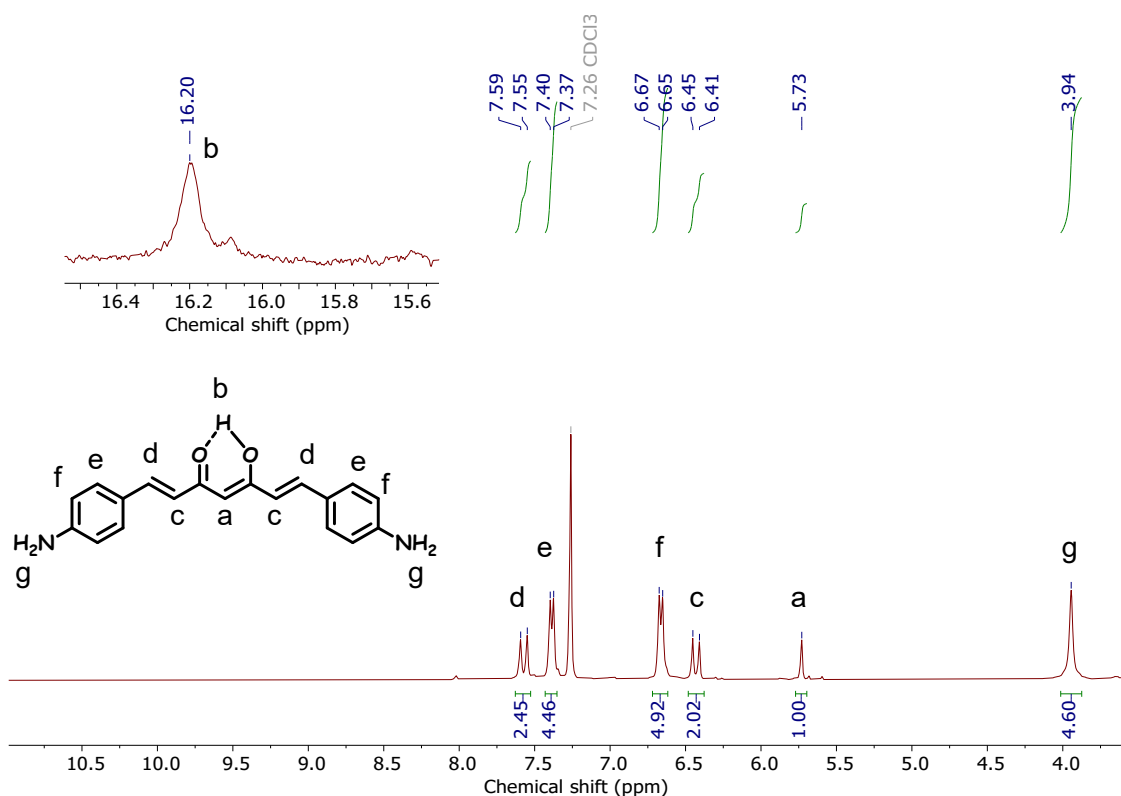 16.20
7.59
7.55
7.40
7.37
7.26 CDCl3
6.67
6.65
6.45
6.41
5.73
3.94
b
16.4 16.2 16.0 15.8 15.6
Chemical shift (ppm)
b
H
O O
d d
e e
f f
c a c
H2N NH2
g g
d
e
f
c
a
g
2.45
4.46
4.92
2.02
1.00
4.60
10.5 10.0 9.5 9.0 8.5 8.0 7.5 7.0 6.5 6.0 5.5 5.0 4.5 4.0
Chemical shift (ppm)